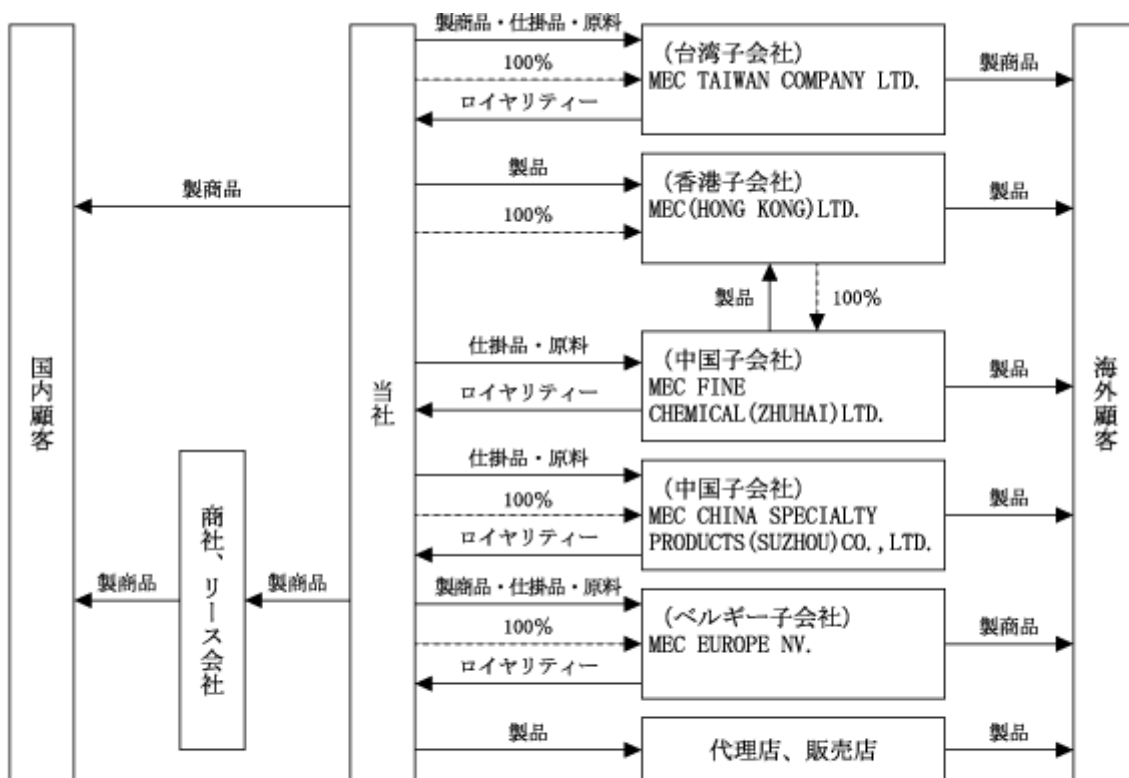 国内顧客
製商品
商社、リース会社
製商品
製商品
当社
製商品・仕掛品・原料
100%
ロイヤリティー
(台湾子会社)
MEC TAIWAN COMPANY LTD.
製商品
製品
100%
(香港子会社)
MEC(HONG KONG)LTD.
製品
製品
100%
仕掛品・原料
ロイヤリティー
(中国子会社)
MEC FINE
CHEMICAL(ZHUHAI)LTD.
製品
仕掛品・原料
100%
ロイヤリティー
(中国子会社)
MEC CHINA SPECIALTY
PRODUCTS(SUZHOU)CO.,LTD.
製品
製商品・仕掛品・原料
100%
ロイヤリティー
(ベルギー子会社)
MEC EUROPE NV.
製商品
製品
代理店、販売店
製品
海外顧客